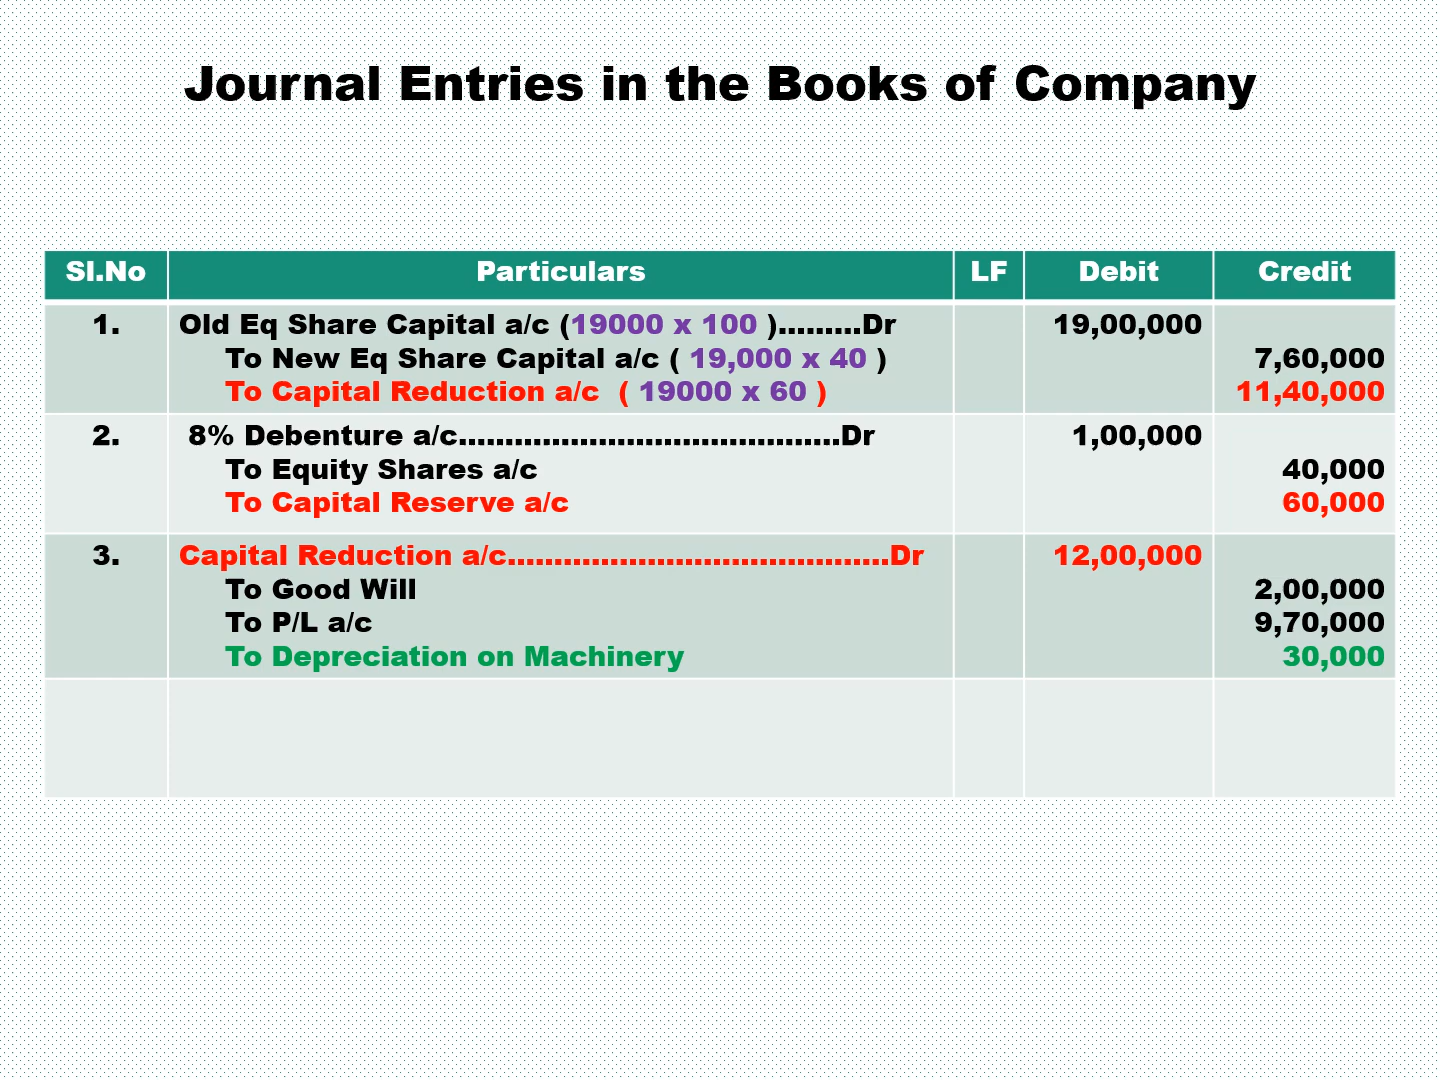 Journal Entries in the Books of Company
Sl.No Particulars LF Debit Credit
1. Old Eq Share Capital a/c (19000 x 100 ).........Dr 19,00,000
To New Eq Share Capital a/c ( 19,000 x 40 ) 7,60,000
To Capital Reduction a/c ( 19000 x 60 ) 11,40,000
2. 8% Debenture a/c.........................................Dr 1,00,000
To Equity Shares a/c 40,000
To Capital Reserve a/c 60,000
3. Capital Reduction a/c.........................................Dr 12,00,000
To Good Will 2,00,000
To P/L a/c 9,70,000
To Depreciation on Machinery 30,000